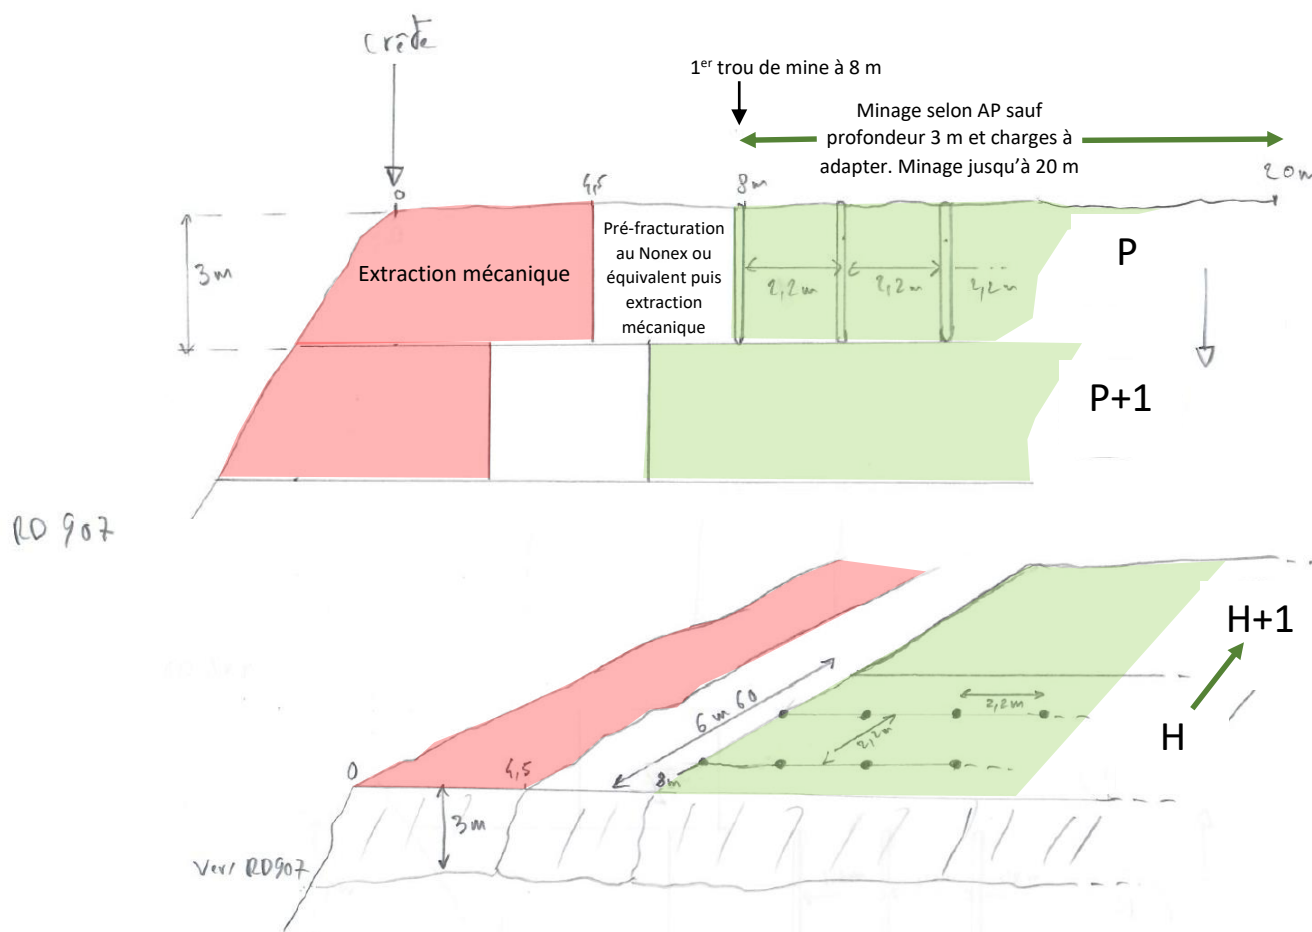 Crête
1er trou de mine à 8 m
Minage selon AP sauf
profondeur 3 m et charges à
adapter. Minage jusqu'à 20 m
0
4,5
8m
20m
3m
Extraction mécanique
Pré-fracturation
au Nonex ou
équivalent puis
extraction
mécanique
2,2m
2,2m
2,2m
P
P+1
RD 907
H+1
6m60
2,2m
2,2m
H
0
4,5
8m
3m
Vers RD907